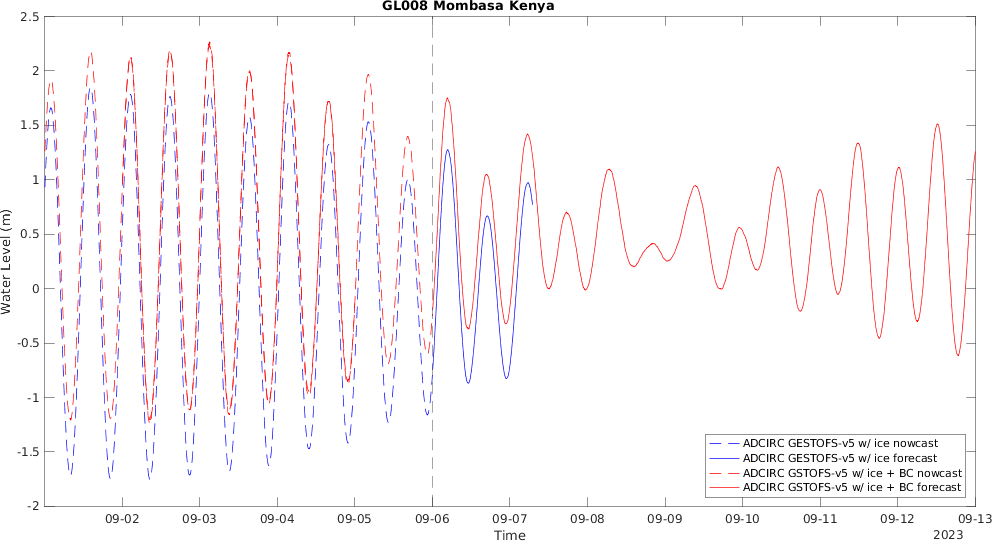 GL008 Mombasa Kenya
2.5
2
1.5
1
0.5
0
-0.5
-1
-1.5
-2
Water Level (m)
09-02 09-03 09-04 09-05 09-06 09-07 09-08 09-09 09-10 09-11 09-12 09-13
Time
2023
ADCIRC GESTOFS-v5 w/ ice nowcast
ADCIRC GESTOFS-v5 w/ ice forecast
ADCIRC GSTOFS-v5 w/ ice + BC nowcast
ADCIRC GSTOFS-v5 w/ ice + BC forecast